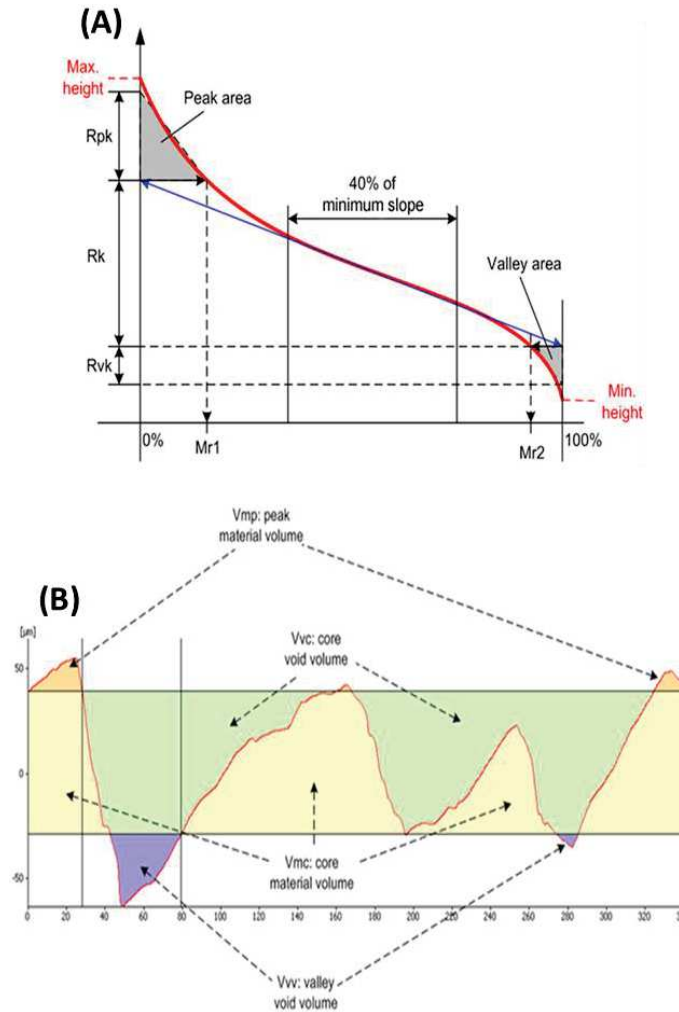 (A)
Max.
height
Peak area
Rpk
40% of
minimum slope
Rk
Valley area
Rvk
Min.
height
0%
100%
Mr1
Mr2
Vmp: peak
material volume
(B)
[µm]
Vvc: core
void volume
50
0
-50
Vmc: core
material volume
0 20 40 60 80 100 120 140 160 180 200 220 240 260 280 300 320 340
Vvv: valley
void volume